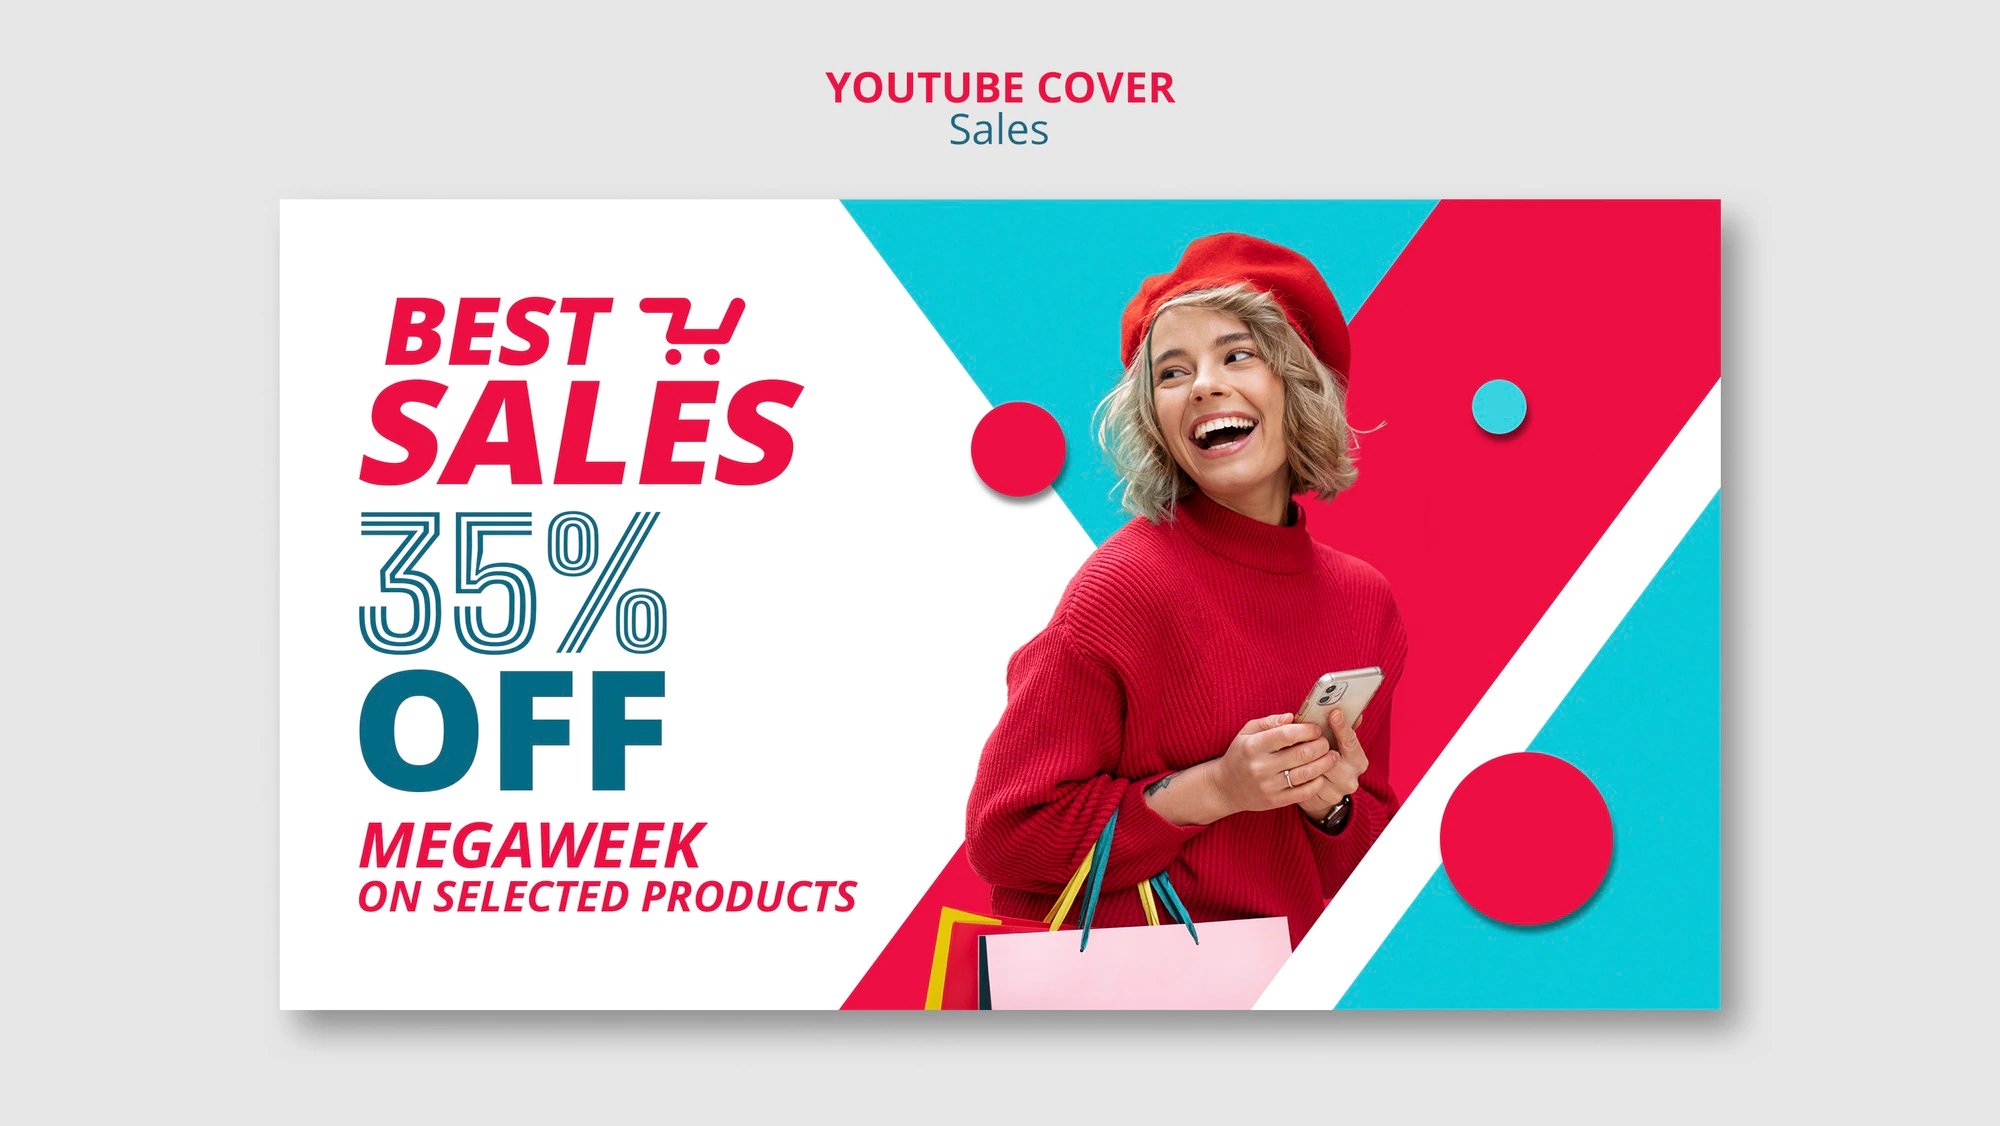 YOUTUBE COVER
Sales
BEST
SALES
35%
OFF
MEGAWEEK
ON SELECTED PRODUCTS